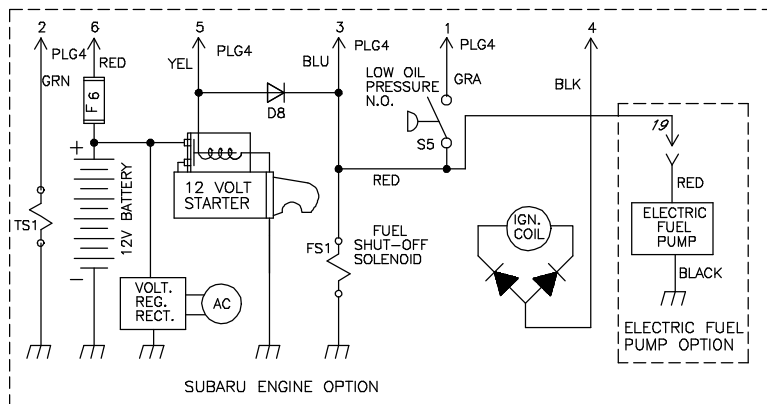 2
6
5
3
1
4
PLG4
PLG4
PLG4
PLG4
GRN
RED
YEL
BLU
GRA
BLK
LOW OIL
PRESSURE
N.O.
F6
D8
S5
19
+
12V BATTERY
–
TS1
12 VOLT
STARTER
RED
RED
FUEL
SHUT-OFF
SOLENOID
FS1
IGN.
COIL
ELECTRIC
FUEL
PUMP
BLACK
VOLT.
REG.
RECT.
AC
ELECTRIC FUEL
PUMP OPTION
SUBARU ENGINE OPTION